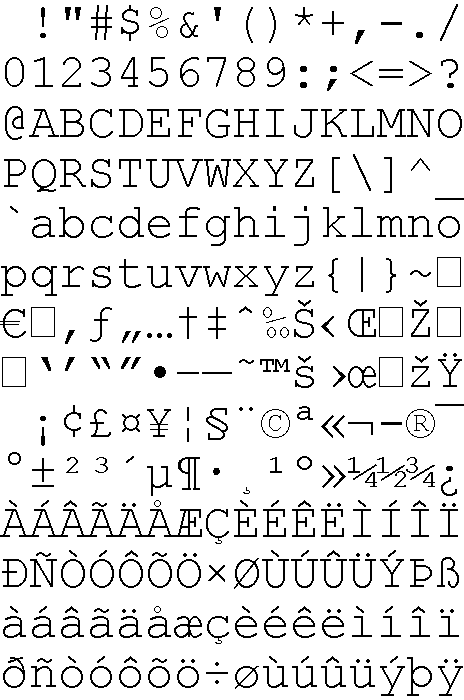 !"#$%&'()*+,-./
0123456789:;<=>?
@ABCDEFGHIJKLMNO
PQRSTUVWXYZ[\]^_
`abcdefghijklmno
pqrstuvwxyz{|}~□
€□‚ƒ„…†‡ˆ‰Š‹Œ□Ž□
□‘’“”•–—˜™š›œ□žŸ
 ¡¢£¤¥¦§¨©ª«¬-®¯
°±²³´µ¶·¸¹º»¼½¾¿
ÀÁÂÃÄÅÆÇÈÉÊËÌÍÎÏ
ÐÑÒÓÔÕÖ×ØÙÚÛÜÝÞß
àáâãäåæçèéêëìíîï
ðñòóôõö÷øùúûüýþÿ